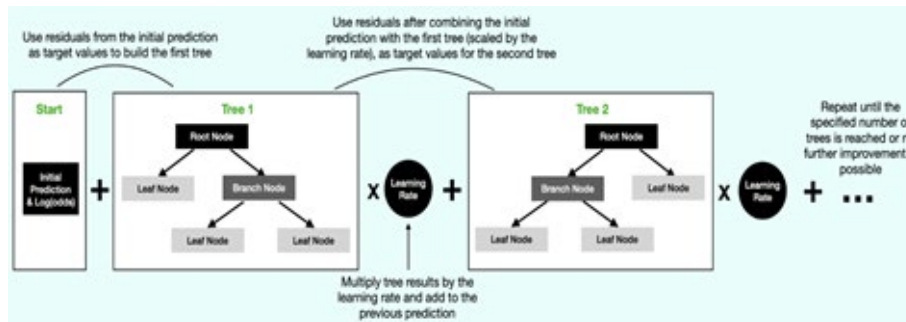 Use residuals from the initial prediction
as target values to build the first tree
Use residuals after combining the initial
prediction with the first tree (scaled by the
learning rate), as target values for the second tree
Start
Initial
Prediction
& Log(odds)
+
Tree 1
Root Node
Leaf Node
Branch Node
Leaf Node
Leaf Node
x
Learning
Rate
+
Multiply tree results by the
learning rate and add to the
previous prediction
Tree 2
Root Node
Branch Node
Leaf Node
Leaf Node
Leaf Node
x
Learning
Rate
+
...
Repeat until the
specified number o
trees is reached or n
further improvement
possible